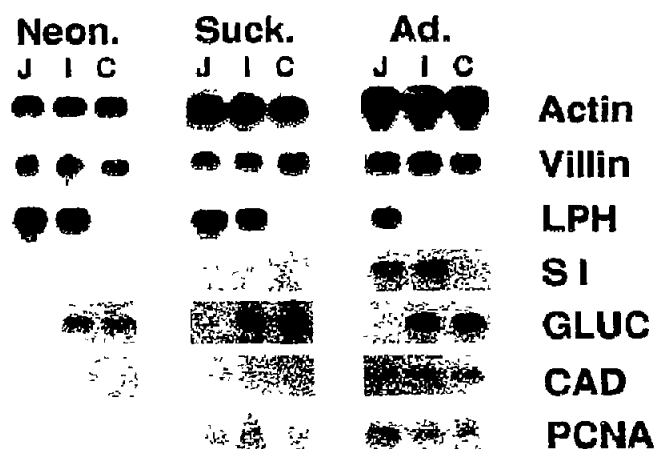 Neon. Suck. Ad.
J I C J I C J I C
Actin
Villin
LPH
S I
GLUC
CAD
PCNA